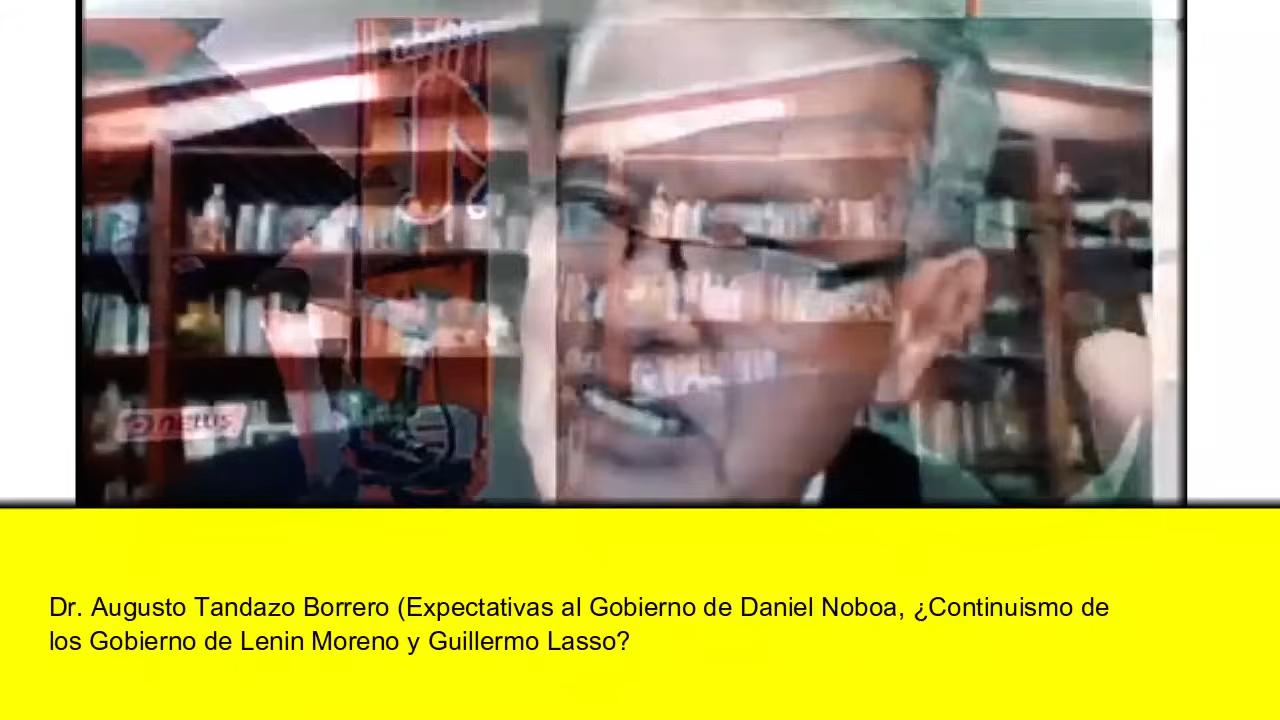 news
Dr. Augusto Tandazo Borrero (Expectativas al Gobierno de Daniel Noboa, ¿Continuismo de
los Gobierno de Lenin Moreno y Guillermo Lasso?